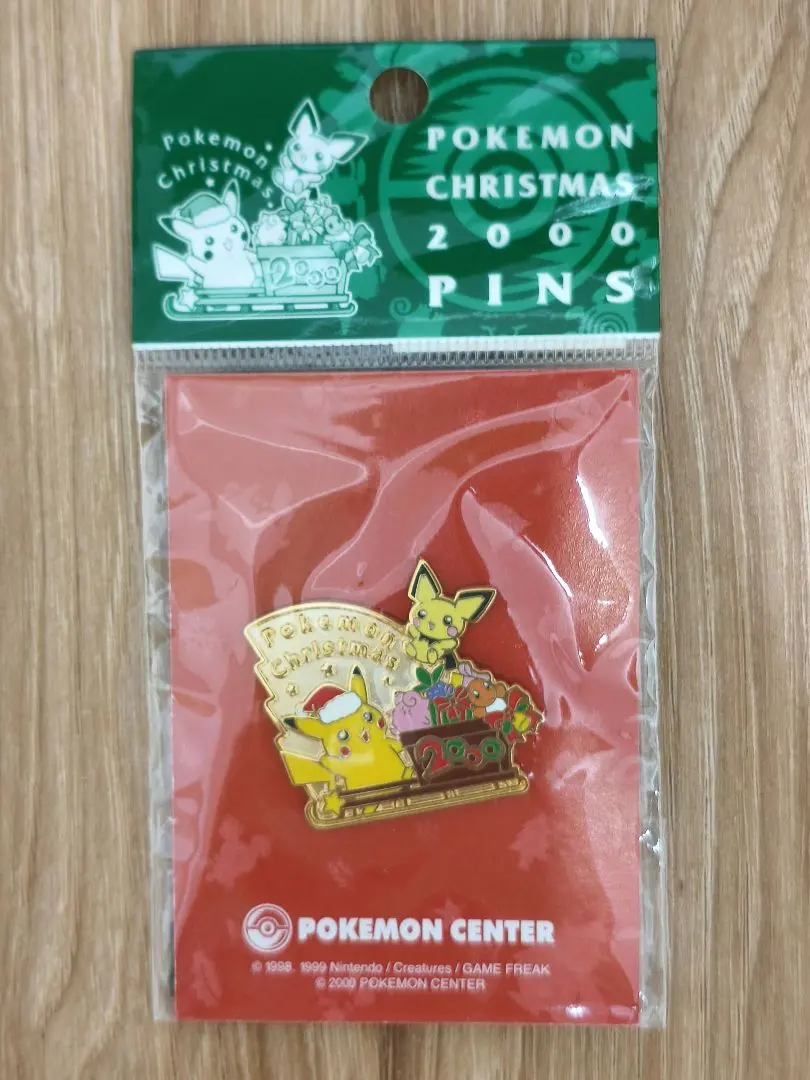 Pokemon
Christmas
2000
POKEMON
CHRISTMAS
2000
PINS
Pokemon
Christmas
2000
POKEMON CENTER
© 1998. 1999 Nintendo / Creatures / GAME FREAK
© 2000 POKEMON CENTER